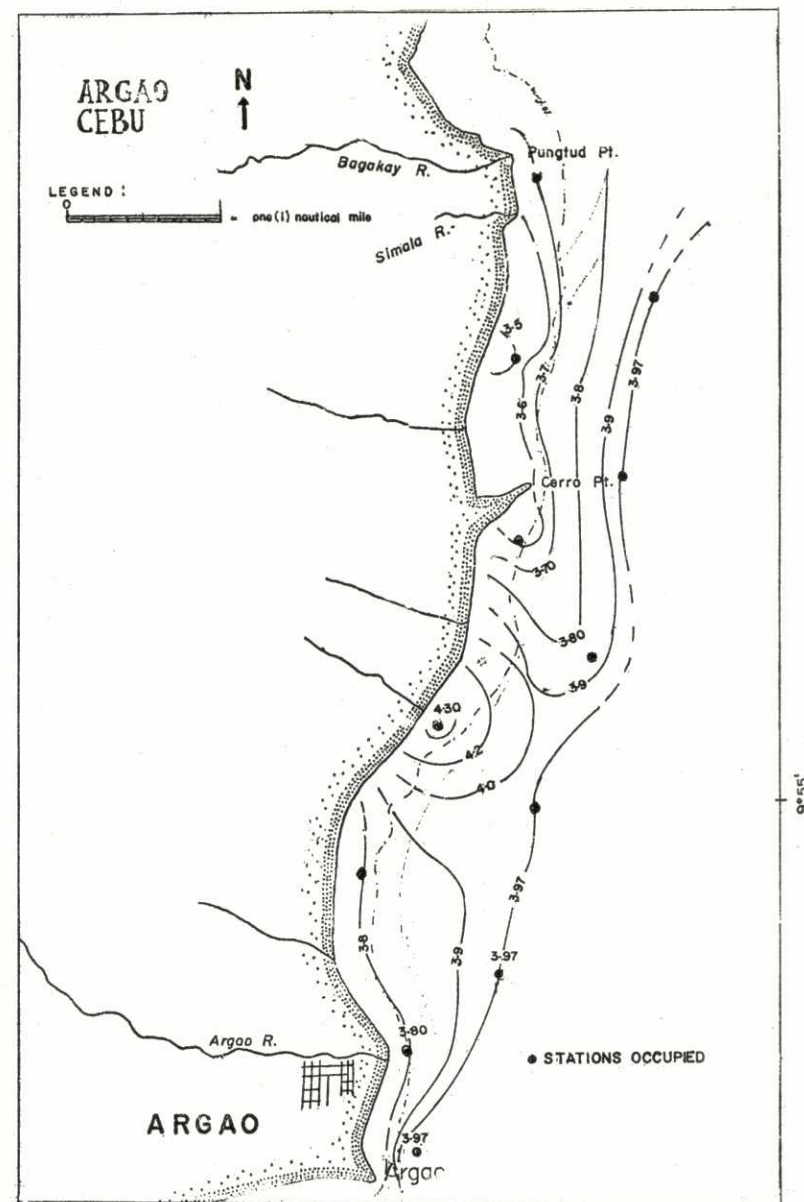 ARGAO
CEBU
N
Pungtud Pt.
Bagakay R.
LEGEND :
0
= one(1) nautical mile
Simala R.
3.5
3.7
3.6
3.8
3.9
3.97
Cerro Pt.
3.70
3.80
3.9
4.30
4.2
4.0
9°55'
3.97
3.8
3.9
3.97
3.80
Argao R.
STATIONS OCCUPIED
ARGAO
3.97
Argao